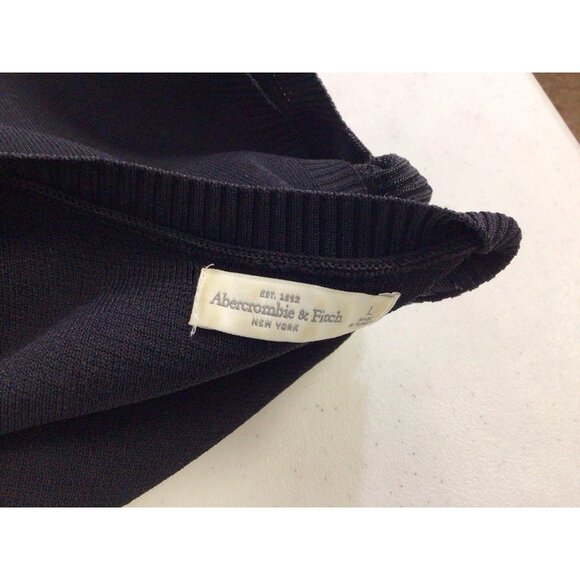 EST. 1892
Abercrombie & Fitch
NEW YORK
L